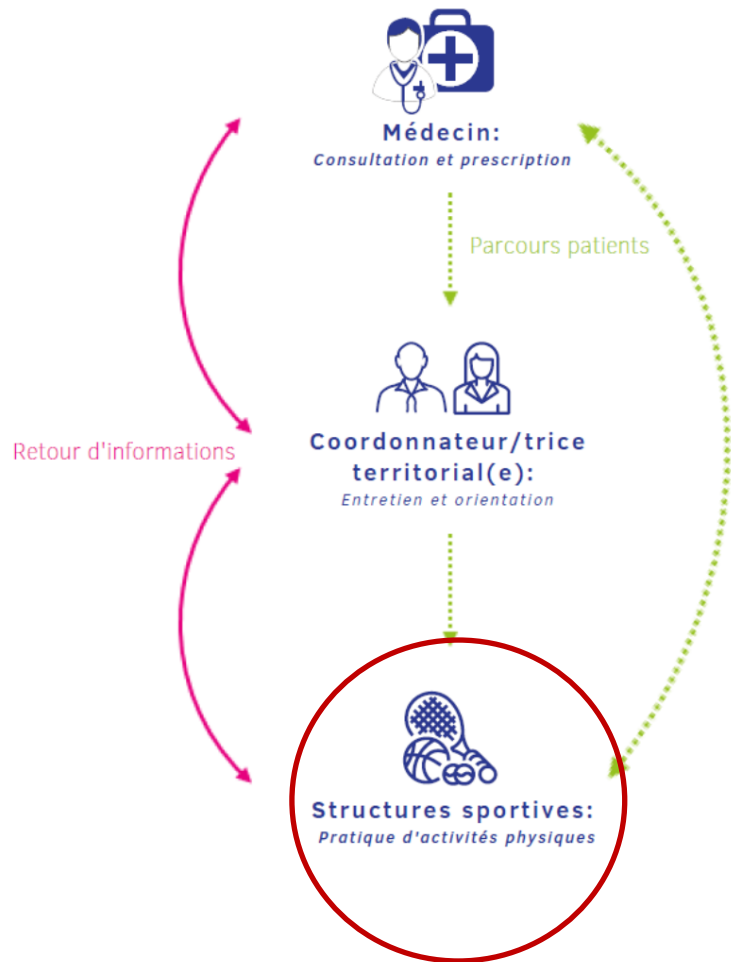 Médecin:
Consultation et prescription
Parcours patients
Coordonnateur/trice
territorial(e):
Entretien et orientation
Retour d'informations
Structures sportives:
Pratique d'activités physiques